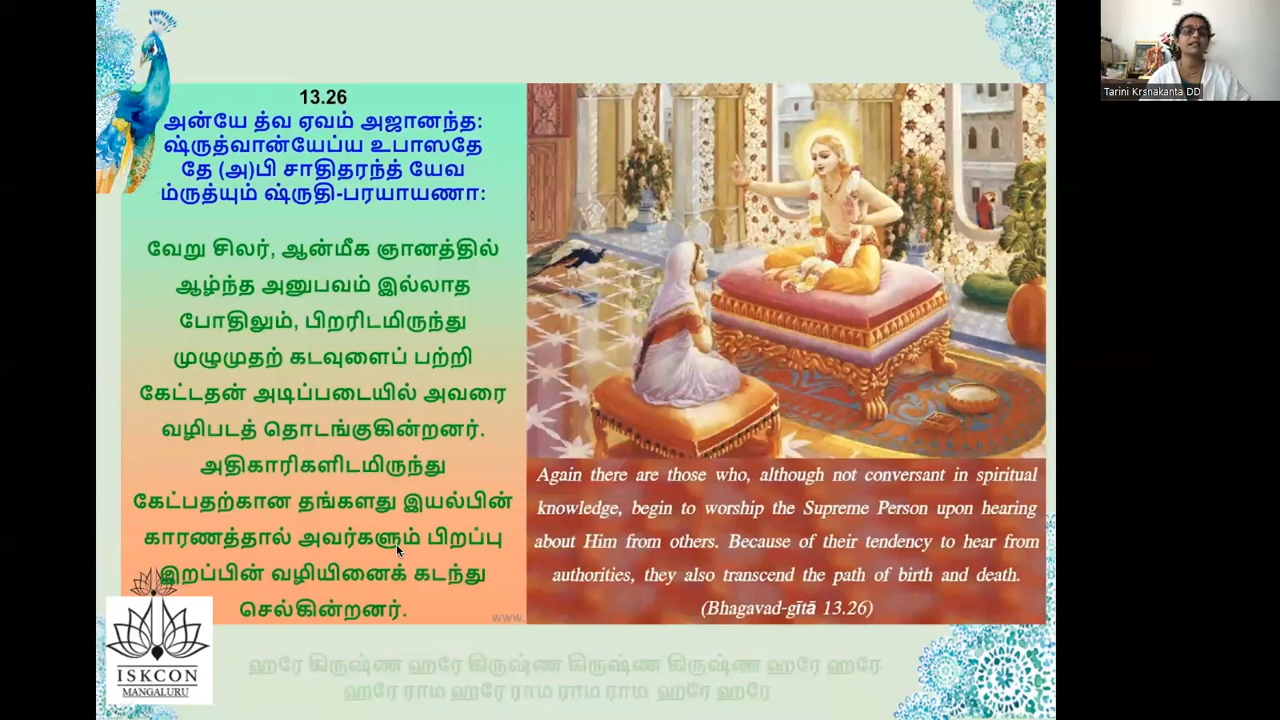 13.26
அன்யே த்வ ஏவம் அஜானந்த:
ஷ்ருத்வான்யேப்ய உபாஸதே
தே (அ)பி சாதிதரந்த் யேவ
ம்ருத்யும் ஷ்ருதி-பரயாயணா:
வேறு சிலர், ஆன்மீக ஞானத்தில்
ஆழ்ந்த அனுபவம் இல்லாத
போதிலும், பிறரிடமிருந்து
முழுமுதற் கடவுளைப் பற்றி
கேட்டதன் அடிப்படையில் அவரை
வழிபடத் தொடங்குகின்றனர்.
அதிகாரிகளிடமிருந்து
கேட்பதற்கான தங்களது இயல்பின்
காரணத்தால் அவர்களும் பிறப்பு
இறப்பின் வழியினைக் கடந்து
செல்கின்றனர்.
Again there are those who, although not conversant in spiritual
knowledge, begin to worship the Supreme Person upon hearing
about Him from others. Because of their tendency to hear from
authorities, they also transcend the path of birth and death.
(Bhagavad-gītā 13.26)
www.
ISKCON
MANGALURU
ஹரே கிருஷ்ண ஹரே கிருஷ்ண கிருஷ்ண கிருஷ்ண ஹரே ஹரே
ஹரே ராம ஹரே ராம ராம ராம ஹரே ஹரே
Tarini Krsnakanta DD